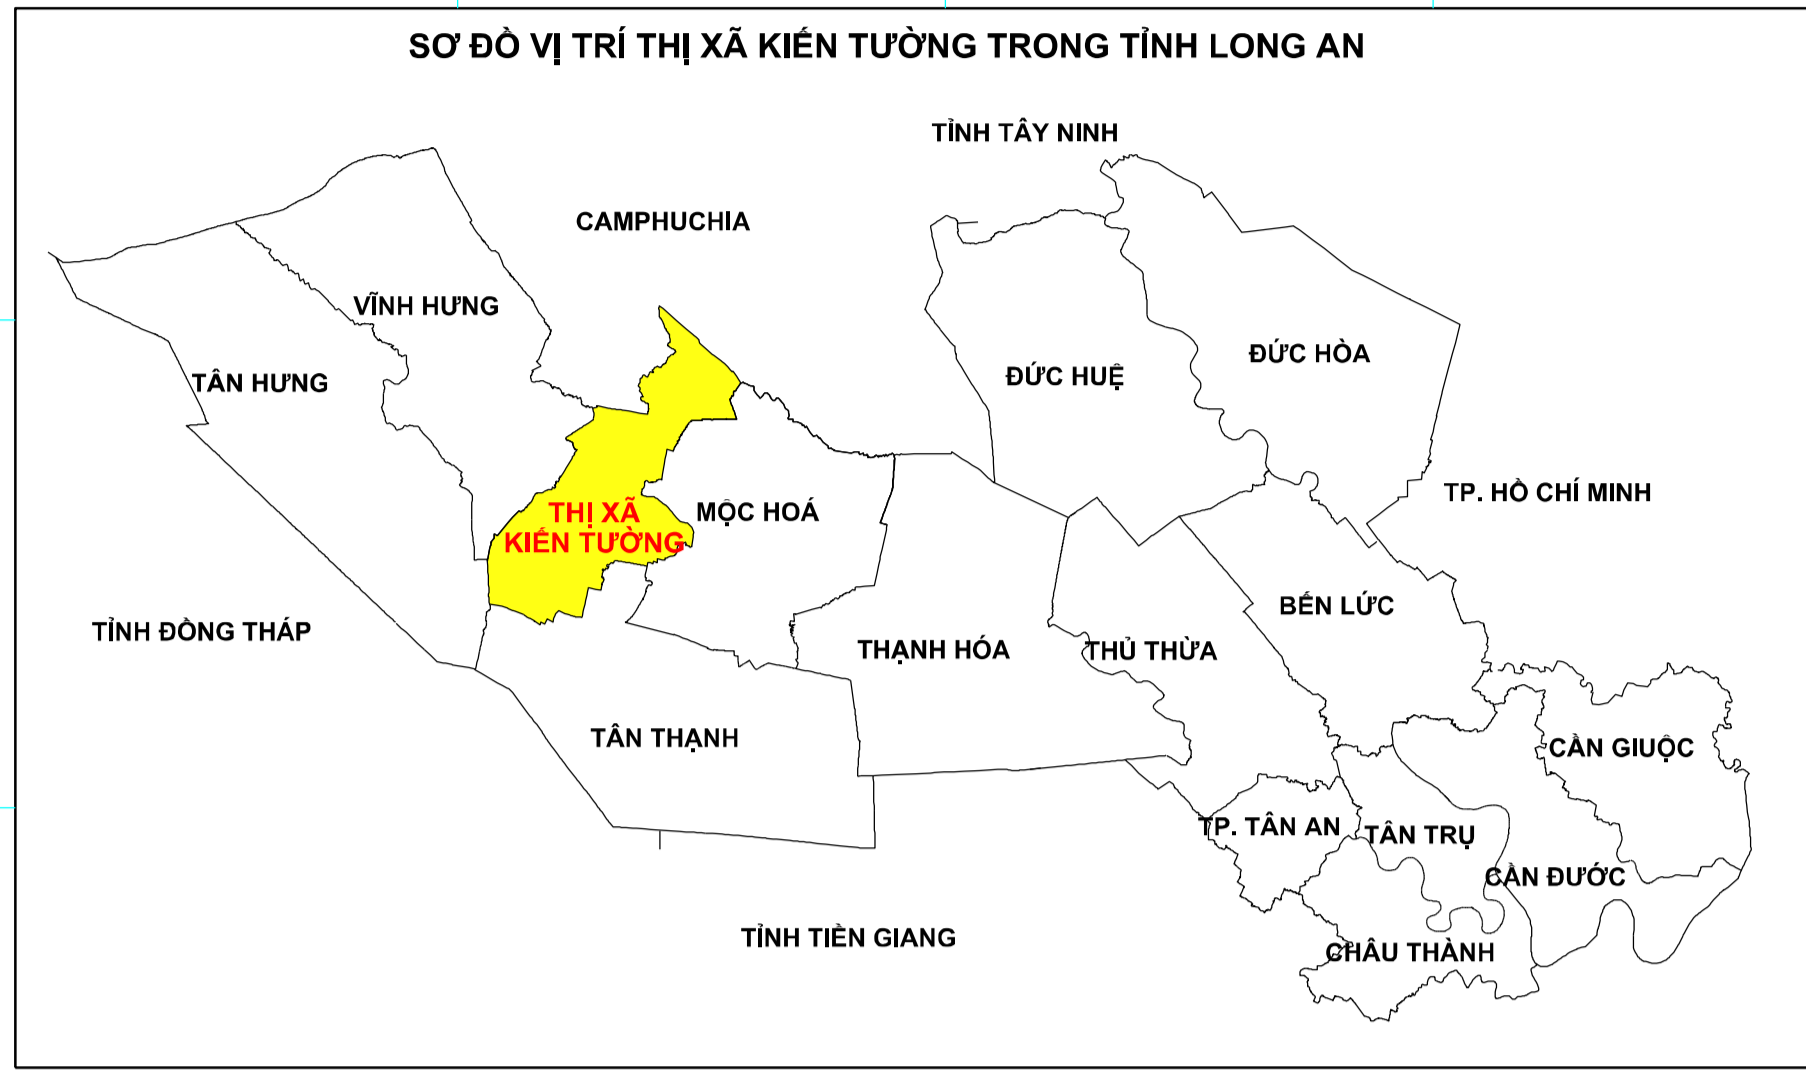 SƠ ĐỒ VỊ TRÍ THỊ XÃ KIẾN TƯỜNG TRONG TỈNH LONG AN
TỈNH TÂY NINH
CAMPHUCHIA
VĨNH HƯNG
TÂN HƯNG
ĐỨC HUỆ
ĐỨC HÒA
TP. HỒ CHÍ MINH
THỊ XÃ
KIẾN TƯỜNG
MỘC HOÁ
TỈNH ĐỒNG THÁP
THẠNH HÓA
THỦ THỪA
BẾN LỨC
TÂN THẠNH
CẦN GIUỘC
TP. TÂN AN
TÂN TRỤ
CẦN ĐƯỚC
TỈNH TIỀN GIANG
CHÂU THÀNH